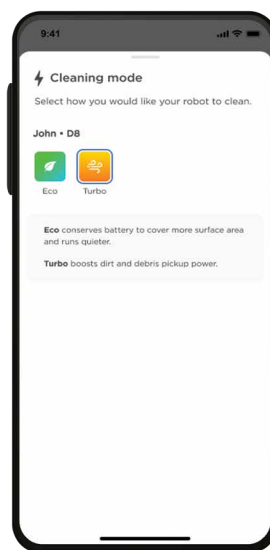 9:41
Cleaning mode
Select how you would like your robot to clean.
John • D8
Eco Turbo
Eco conserves battery to cover more surface area
and runs quieter.
Turbo boosts dirt and debris pickup power.